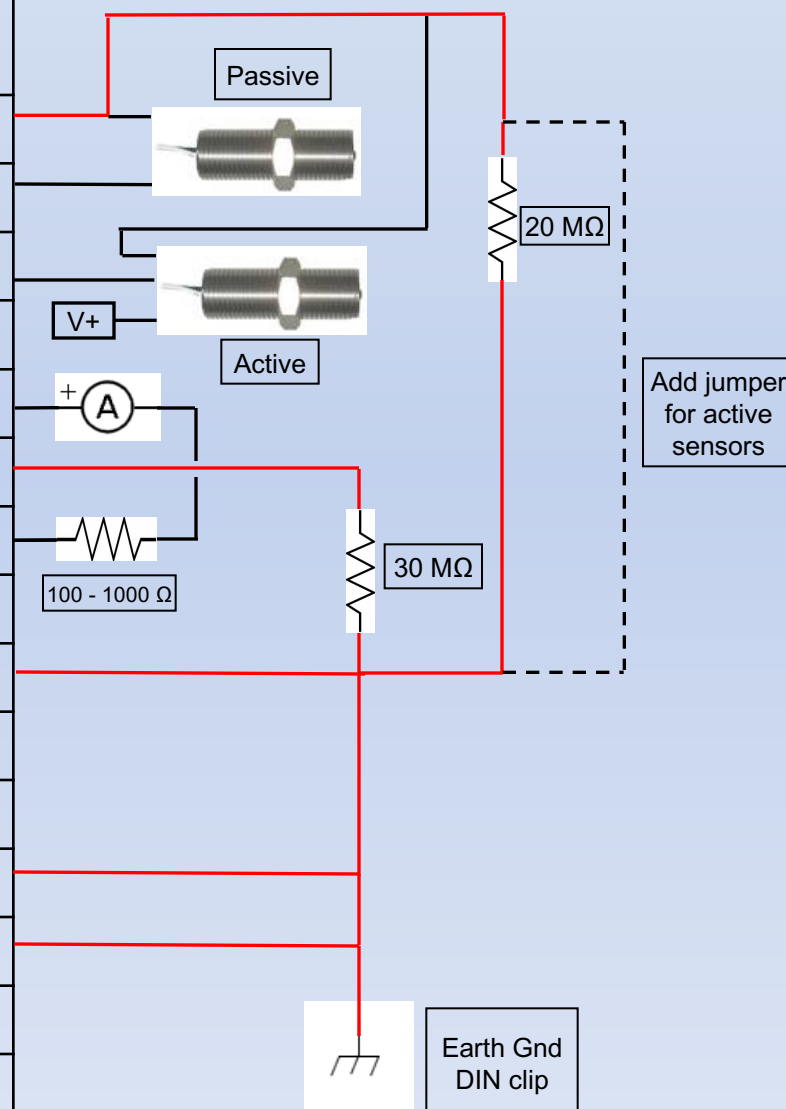 Passive
20 MΩ
V+
Active
Add jumper
for active
sensors
+
A
30 MΩ
100 - 1000 Ω
Earth Gnd
DIN clip